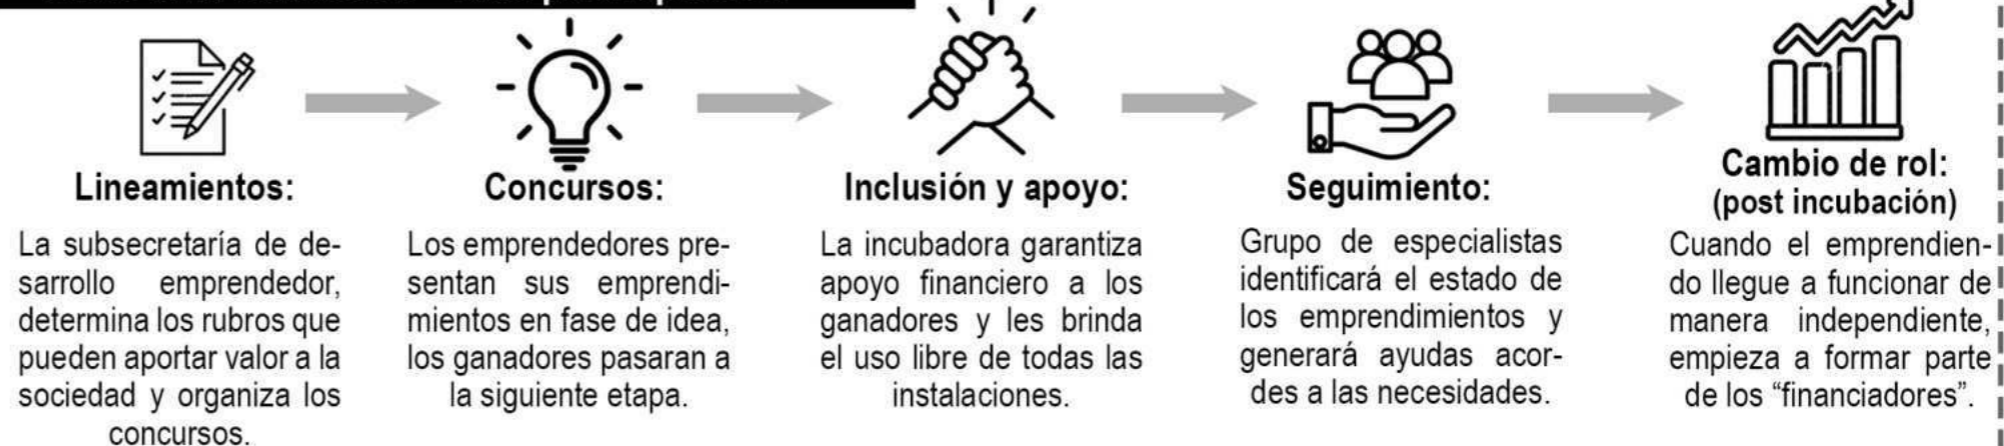 Lineamientos:
La subsecretaría de de-
sarrollo emprendedor,
determina los rubros que
pueden aportar valor a la
sociedad y organiza los
concursos.
Concursos:
Los emprendedores pre-
sentan sus emprendi-
mientos en fase de idea,
los ganadores pasaran a
la siguiente etapa.
Inclusión y apoyo:
La incubadora garantiza
apoyo financiero a los
ganadores y les brinda
el uso libre de todas las
instalaciones.
Seguimiento:
Grupo de especialistas
identificará el estado de
los emprendimientos y
generará ayudas acor-
des a las necesidades.
Cambio de rol:
(post incubación)
Cuando el emprendien-
do llegue a funcionar de
manera independiente,
empieza a formar parte
de los “financiadores”.